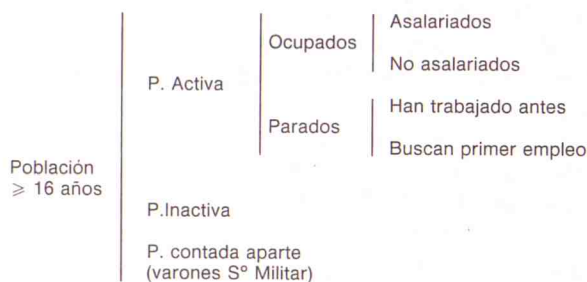 Asalariados
Ocupados
No asalariados
P. Activa
Han trabajado antes
Parados
Buscan primer empleo
Población
≥ 16 años
P.Inactiva
P. contada aparte
(varones Sº Militar)